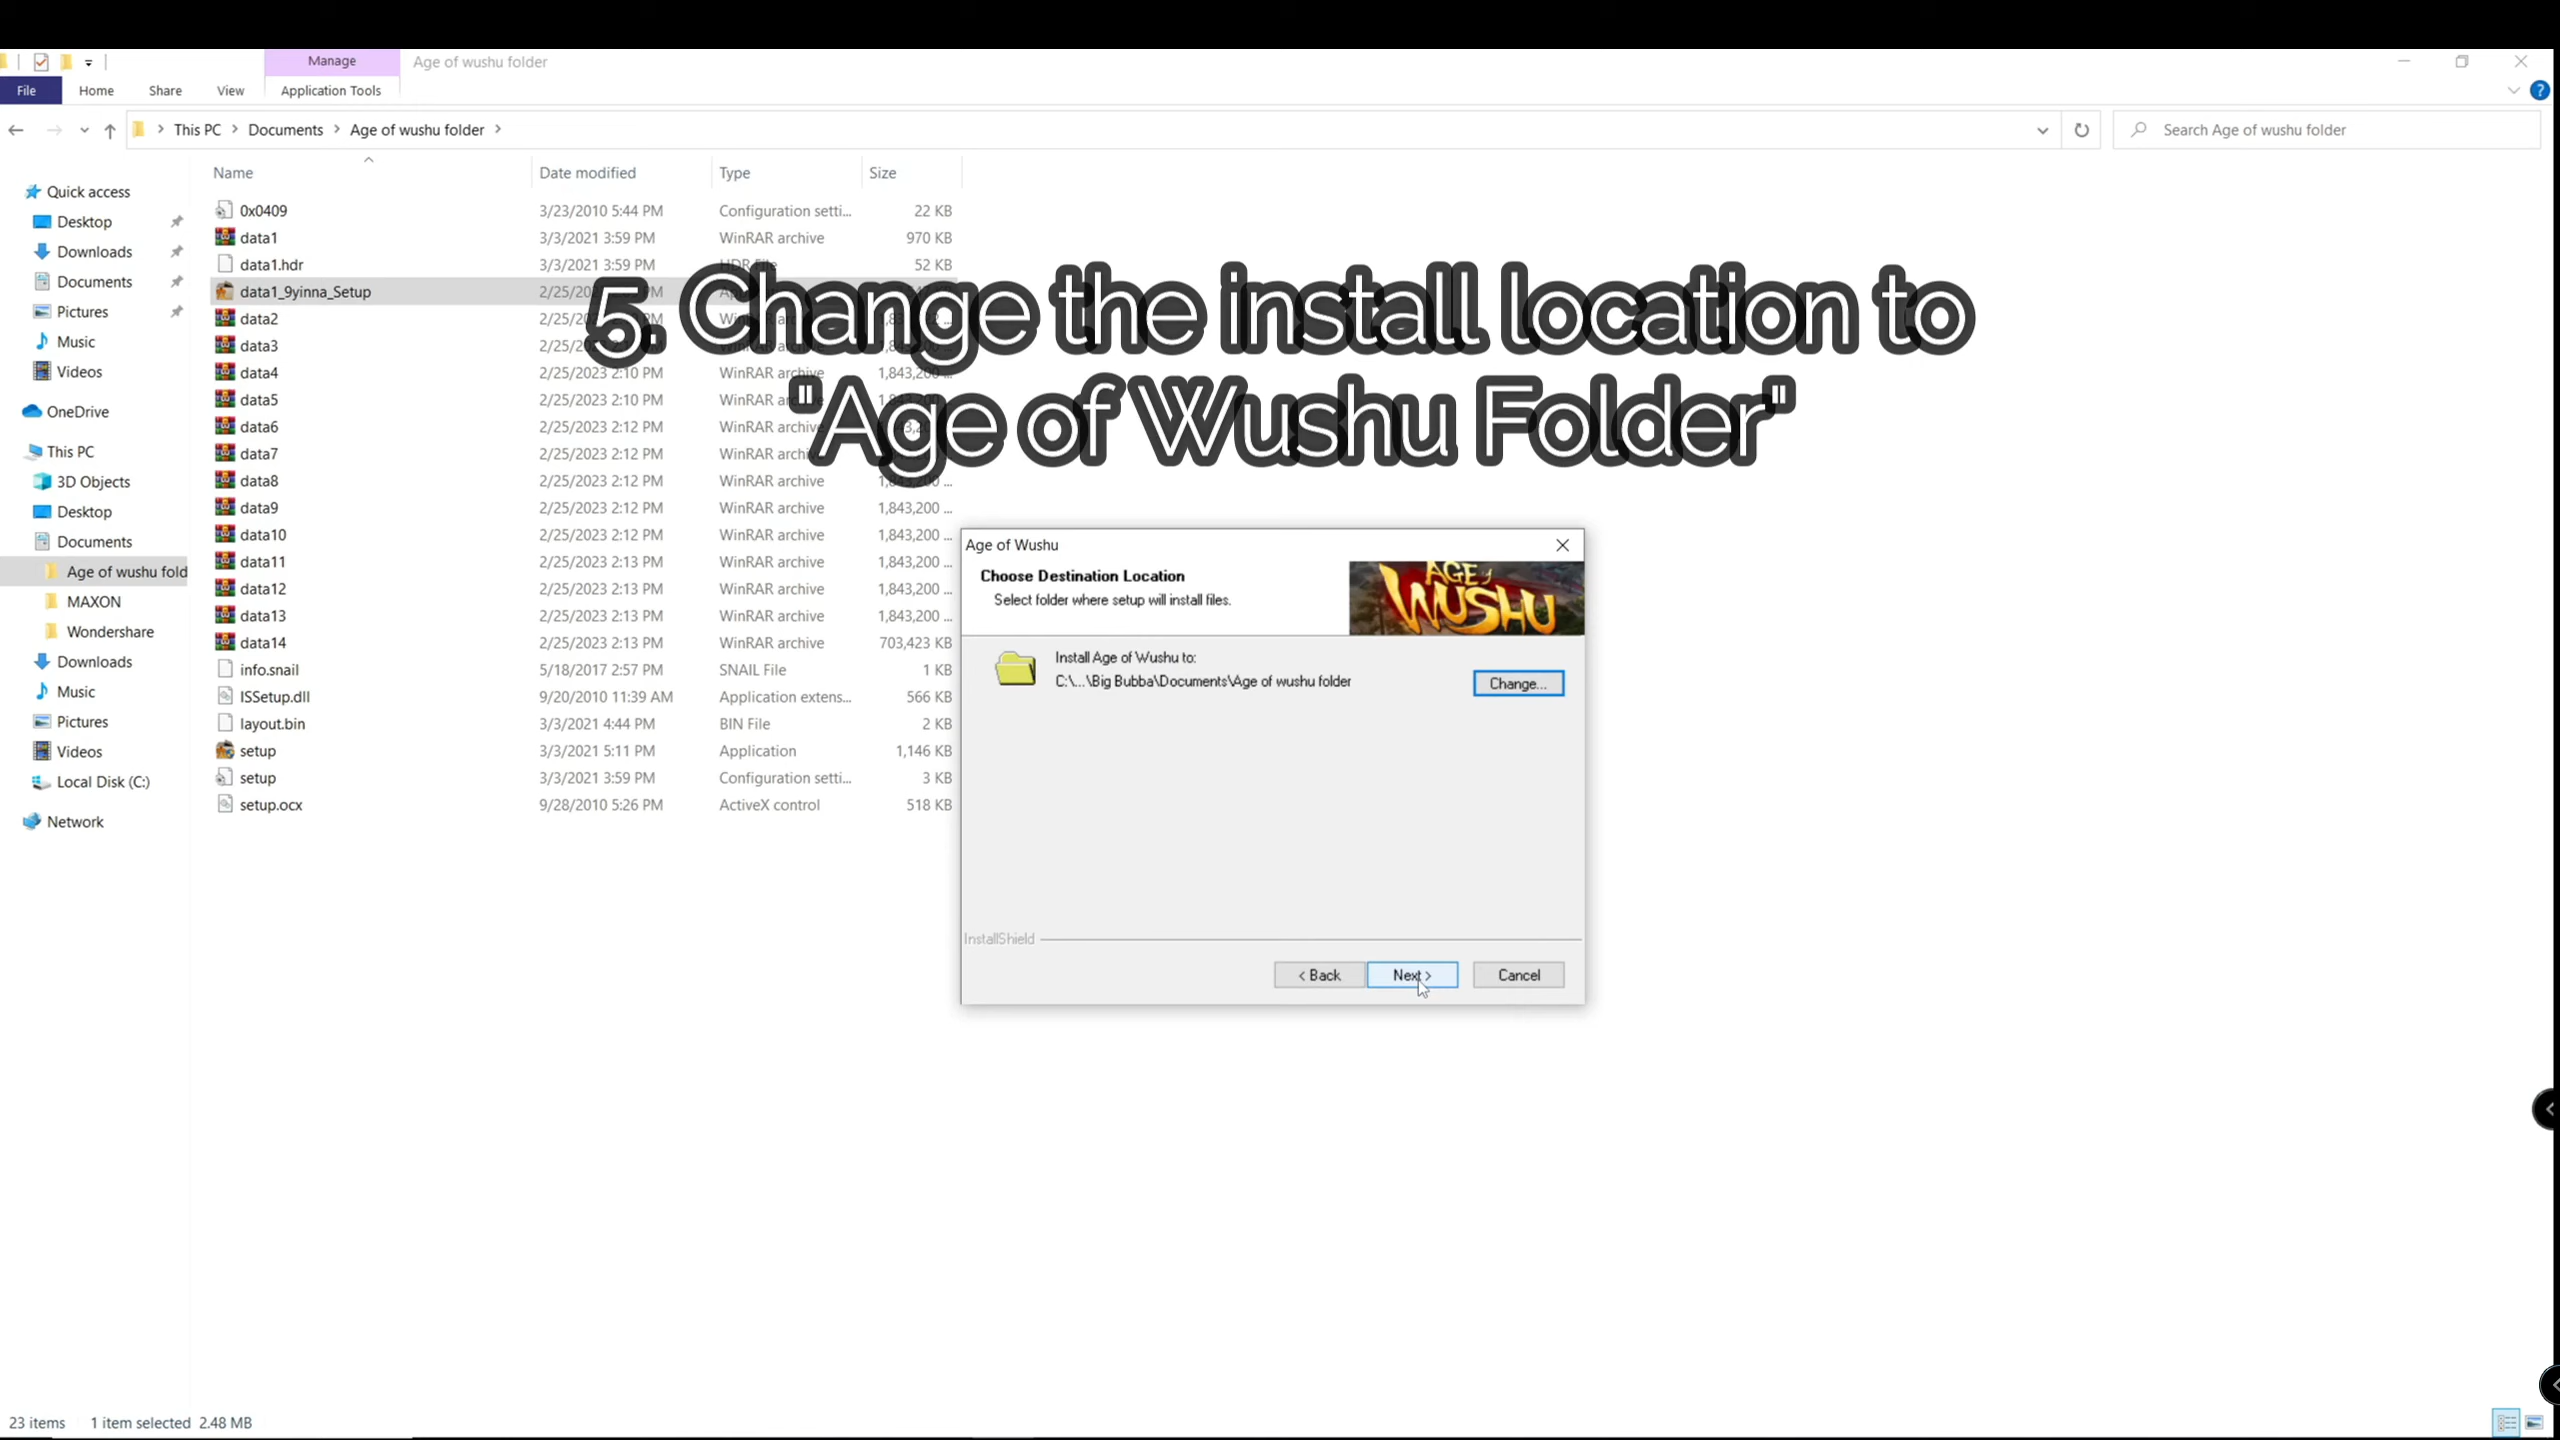 Manage
Age of wushu folder
File
Home
Share
View
Application Tools
This PC
Documents
Age of wushu folder
Search Age of wushu folder
Name
Date modified
Type
Size
Quick access
Desktop
Downloads
Documents
Pictures
Music
Videos
OneDrive
This PC
3D Objects
Desktop
Documents
Age of wushu fold
MAXON
Wondershare
Downloads
Music
Pictures
Videos
Local Disk (C:)
Network
0x0409 3/23/2010 5:44 PM Configuration setti... 22 KB
data1 3/3/2021 3:59 PM WinRAR archive 970 KB
data1.hdr 3/3/2021 3:59 PM HDR File 52 KB
data1_9yinna_Setup
data2
data3
data4 2/25/2023 2:10 PM WinRAR archive 1,843,200 ...
data5 2/25/2023 2:10 PM
data6 2/25/2023 2:12 PM
data7 2/25/2023 2:12 PM
data8 2/25/2023 2:12 PM WinRAR archive 1,843,200 ...
data9 2/25/2023 2:12 PM WinRAR archive 1,843,200 ...
data10 2/25/2023 2:12 PM WinRAR archive 1,843,200 ...
data11 2/25/2023 2:13 PM WinRAR archive 1,843,200 ...
data12 2/25/2023 2:13 PM WinRAR archive 1,843,200 ...
data13 2/25/2023 2:13 PM WinRAR archive 1,843,200 ...
data14 2/25/2023 2:13 PM WinRAR archive 703,423 KB
info.snail 5/18/2017 2:57 PM SNAIL File 1 KB
ISSetup.dll 9/20/2010 11:39 AM Application extens... 566 KB
layout.bin 3/3/2021 4:44 PM BIN File 2 KB
setup 3/3/2021 5:11 PM Application 1,146 KB
setup 3/3/2021 3:59 PM Configuration setti... 3 KB
setup.ocx 9/28/2010 5:26 PM ActiveX control 518 KB
5. Change the install location to
"Age of Wushu Folder"
Age of Wushu
Choose Destination Location
Select folder where setup will install files.
AGE of
WUSHU
Install Age of Wushu to:
C:\...\Big Bubba\Documents\Age of wushu folder
Change...
InstallShield
< Back
Next >
Cancel
23 items
1 item selected 2.48 MB